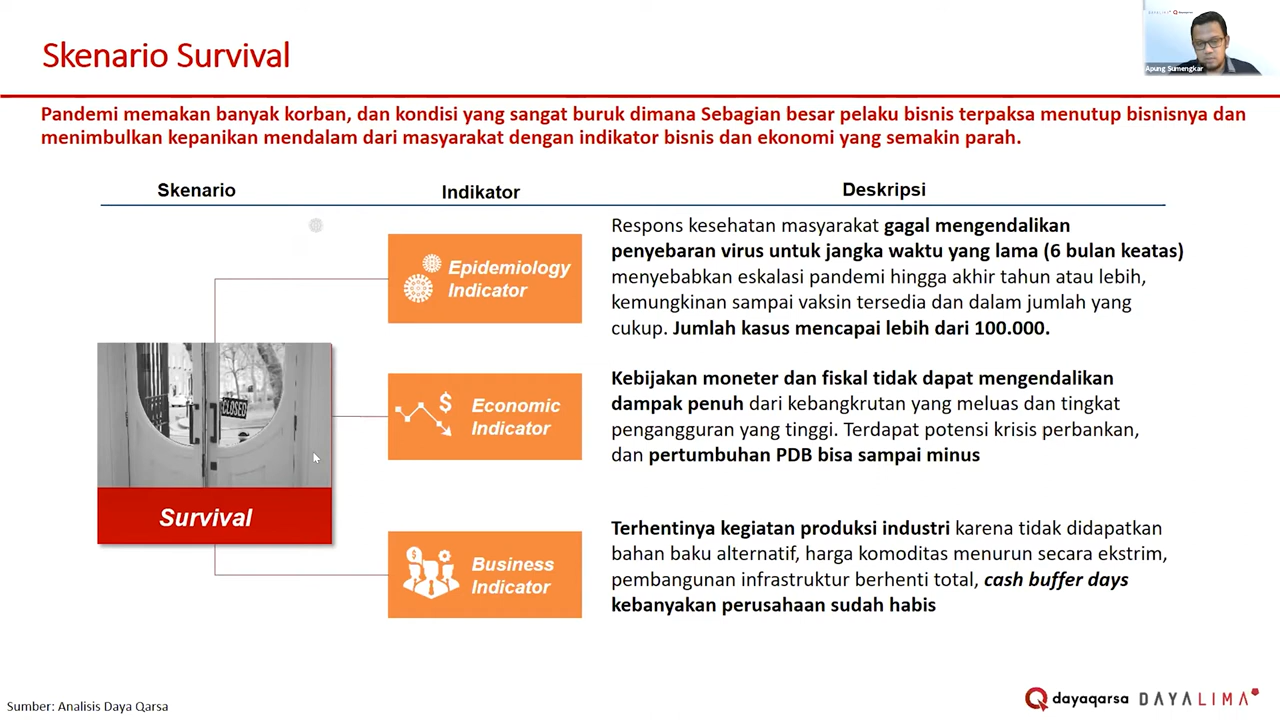 Skenario Survival
DAYALIMA Qarsa
Apung Sumengkar
Pandemi memakan banyak korban, dan kondisi yang sangat buruk dimana Sebagian besar pelaku bisnis terpaksa menutup bisnisnya dan
menimbulkan kepanikan mendalam dari masyarakat dengan indikator bisnis dan ekonomi yang semakin parah.
Skenario
Indikator
Deskripsi
Epidemiology
Indicator
Respons kesehatan masyarakat gagal mengendalikan
penyebaran virus untuk jangka waktu yang lama (6 bulan keatas)
menyebabkan eskalasi pandemi hingga akhir tahun atau lebih,
kemungkinan sampai vaksin tersedia dan dalam jumlah yang
cukup. Jumlah kasus mencapai lebih dari 100.000.
CLOSED
Survival
$
Economic
Indicator
Kebijakan moneter dan fiskal tidak dapat mengendalikan
dampak penuh dari kebangkrutan yang meluas dan tingkat
pengangguran yang tinggi. Terdapat potensi krisis perbankan,
dan pertumbuhan PDB bisa sampai minus
$
Business
Indicator
Terhentinya kegiatan produksi industri karena tidak didapatkan
bahan baku alternatif, harga komoditas menurun secara ekstrim,
pembangunan infrastruktur berhenti total, cash buffer days
kebanyakan perusahaan sudah habis
Sumber: Analisis Daya Qarsa
dayaqarsa DAYALIMA